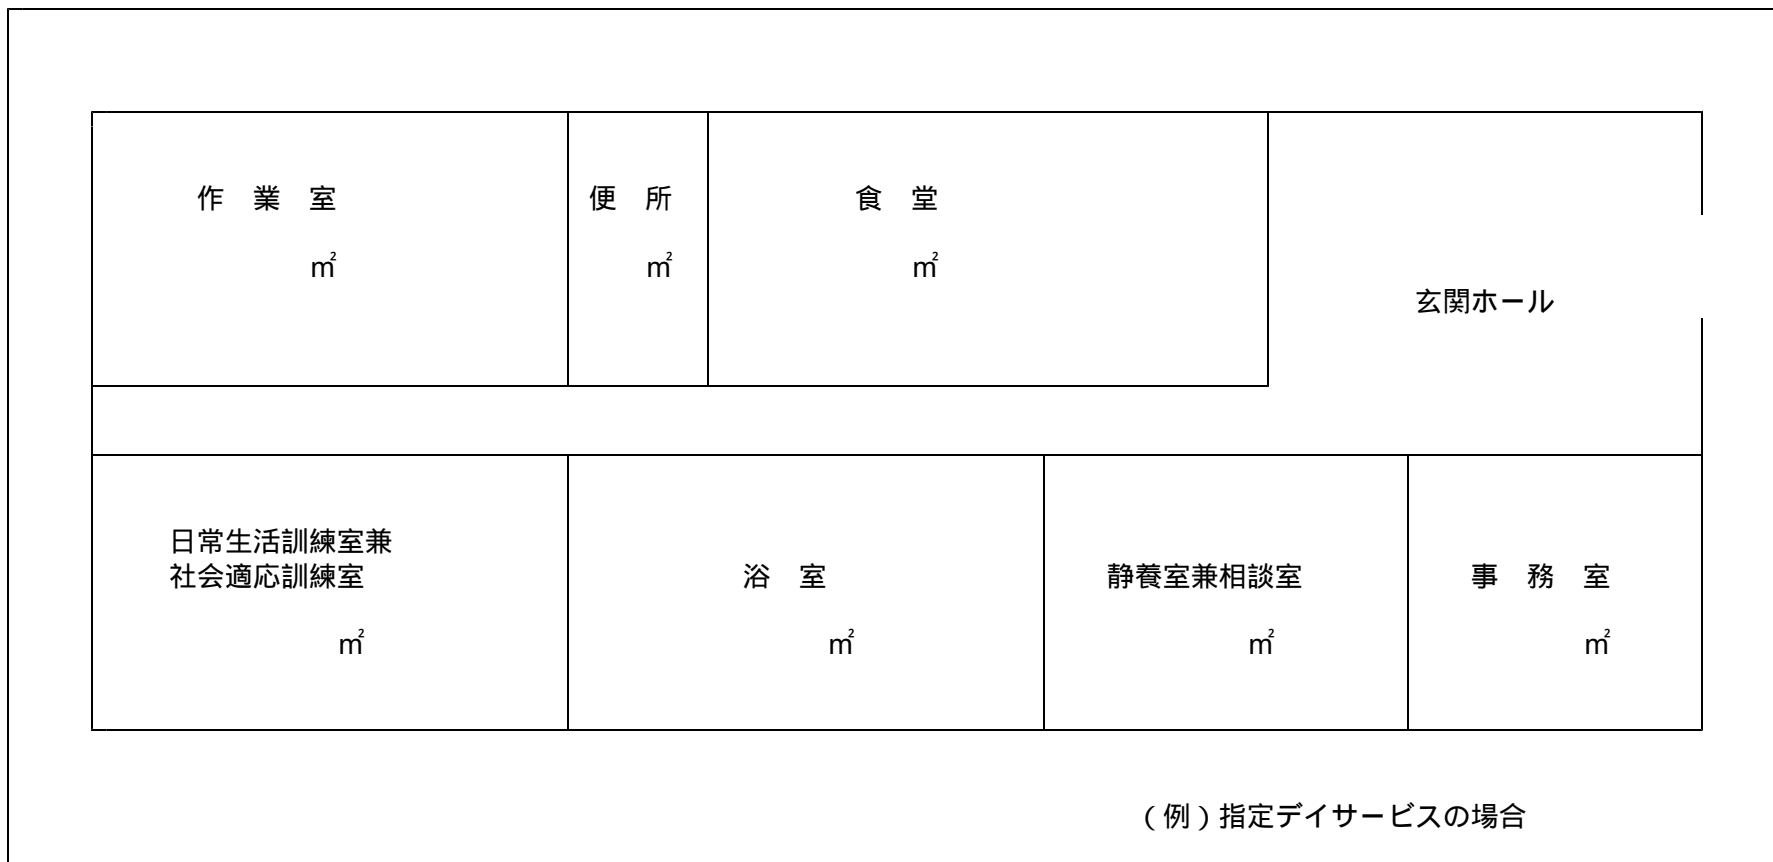 作　業　室
㎡
便　所
㎡
食　堂
㎡
玄関ホール
日常生活訓練室兼
社会適応訓練室
㎡
浴　室
㎡
静養室兼相談室
㎡
事　務　室
㎡
（例）指定デイサービスの場合